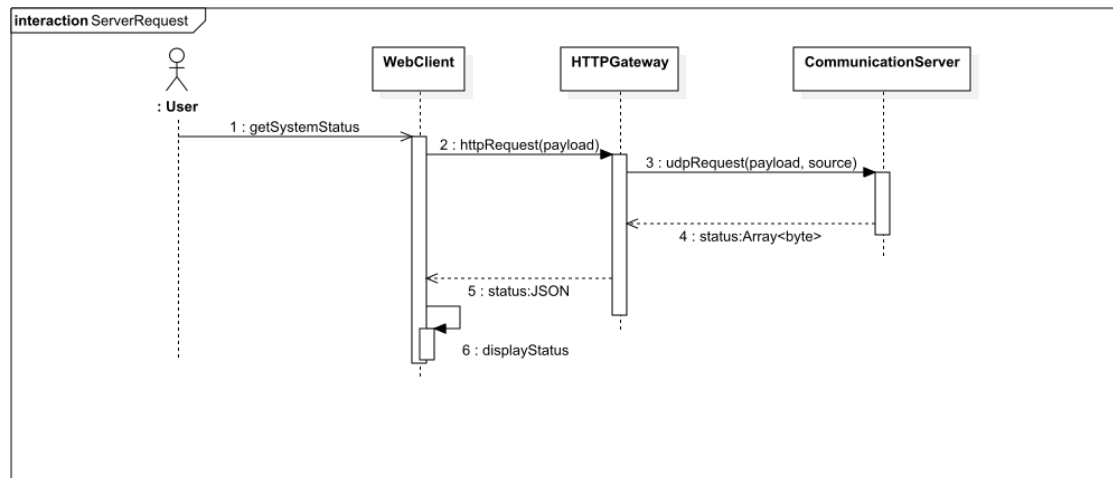 interaction ServerRequest
WebClient
HTTPGateway
CommunicationServer
: User
1 : getSystemStatus
2 : httpRequest(payload)
3 : udpRequest(payload, source)
4 : status:Array<byte>
5 : status:JSON
6 : displayStatus